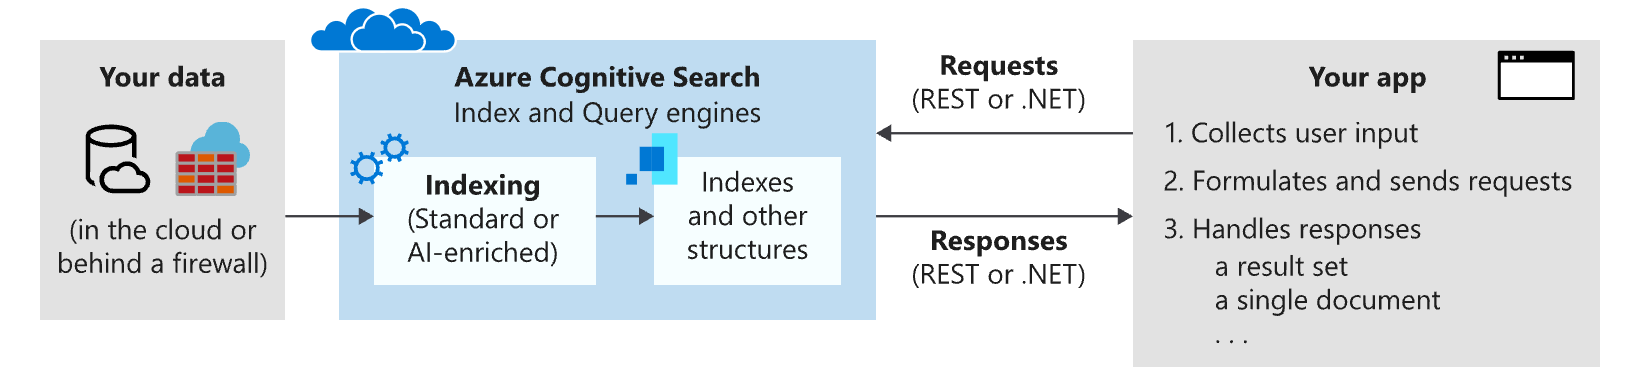 Your data
(in the cloud or
behind a firewall)
Azure Cognitive Search
Index and Query engines
Indexing
(Standard or
AI-enriched)
Indexes
and other
structures
Requests
(REST or .NET)
Responses
(REST or .NET)
Your app
1. Collects user input
2. Formulates and sends requests
3. Handles responses
a result set
a single document
. . .